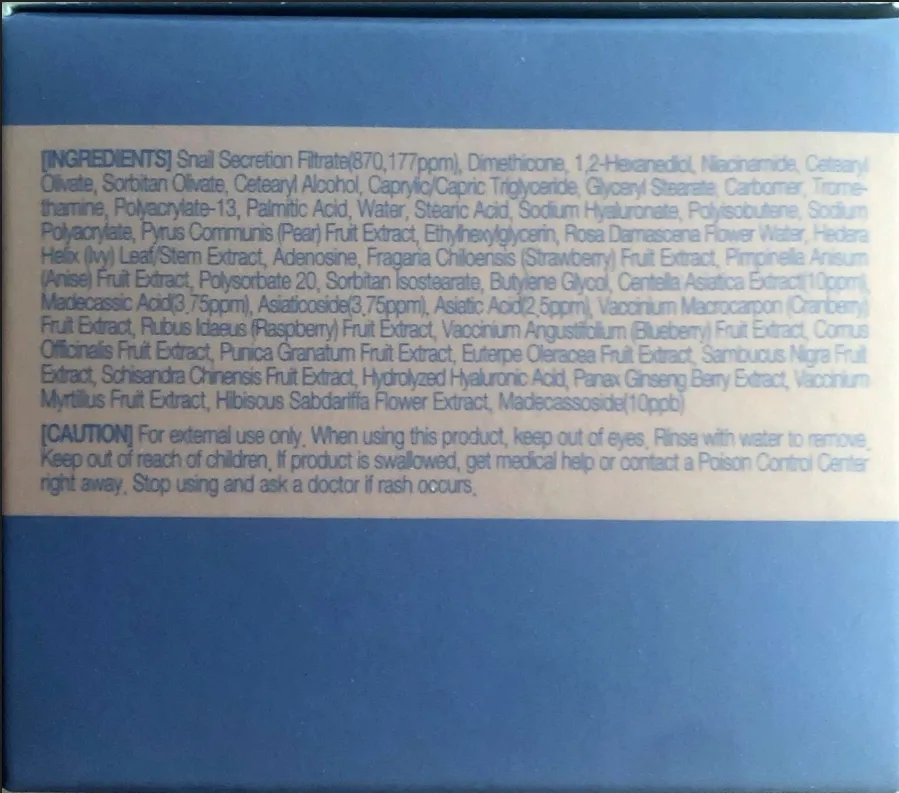 [INGREDIENTS] Snail Secretion Filtrate(870,177ppm), Dimethicone, 1,2-Hexanediol, Niacinamide, Cetearyl
Olivate, Sorbitan Olivate, Cetearyl Alcohol, Caprylic/Capric Triglyceride, Glyceryl Stearate, Carbomer, Trome-
thamine, Polyacrylate-13, Palmitic Acid, Water, Stearic Acid, Sodium Hyaluronate, Polyisobutene, Sodium
Polyacrylate, Pyrus Communis (Pear) Fruit Extract, Ethylhexylglycerin, Rosa Damascena Flower Water, Hedera
Helix (Ivy) Leaf/Stem Extract, Adenosine, Fragaria Chiloensis (Strawberry) Fruit Extract, Pimpinella Anisum
(Anise) Fruit Extract, Polysorbate 20, Sorbitan Isostearate, Butylene Glycol, Centella Asiatica Extract(10ppm),
Madecassic Acid(3.75ppm), Asiaticoside(3.75ppm), Asiatic Acid(2.5ppm), Vaccinium Macrocarpon (Cranberry)
Fruit Extract, Rubus Idaeus (Raspberry) Fruit Extract, Vaccinium Angustifolium (Blueberry) Fruit Extract, Cornus
Officinalis Fruit Extract, Punica Granatum Fruit Extract, Euterpe Oleracea Fruit Extract, Sambucus Nigra Fruit
Extract, Schisandra Chinensis Fruit Extract, Hydrolyzed Hyaluronic Acid, Panax Ginseng Berry Extract, Vaccinium
Myrtillus Fruit Extract, Hibiscus Sabdariffa Flower Extract, Madecassoside(10ppb)
[CAUTION] For external use only. When using this product, keep out of eyes. Rinse with water to remove.
Keep out of reach of children. If product is swallowed, get medical help or contact a Poison Control Center
right away. Stop using and ask a doctor if rash occurs.